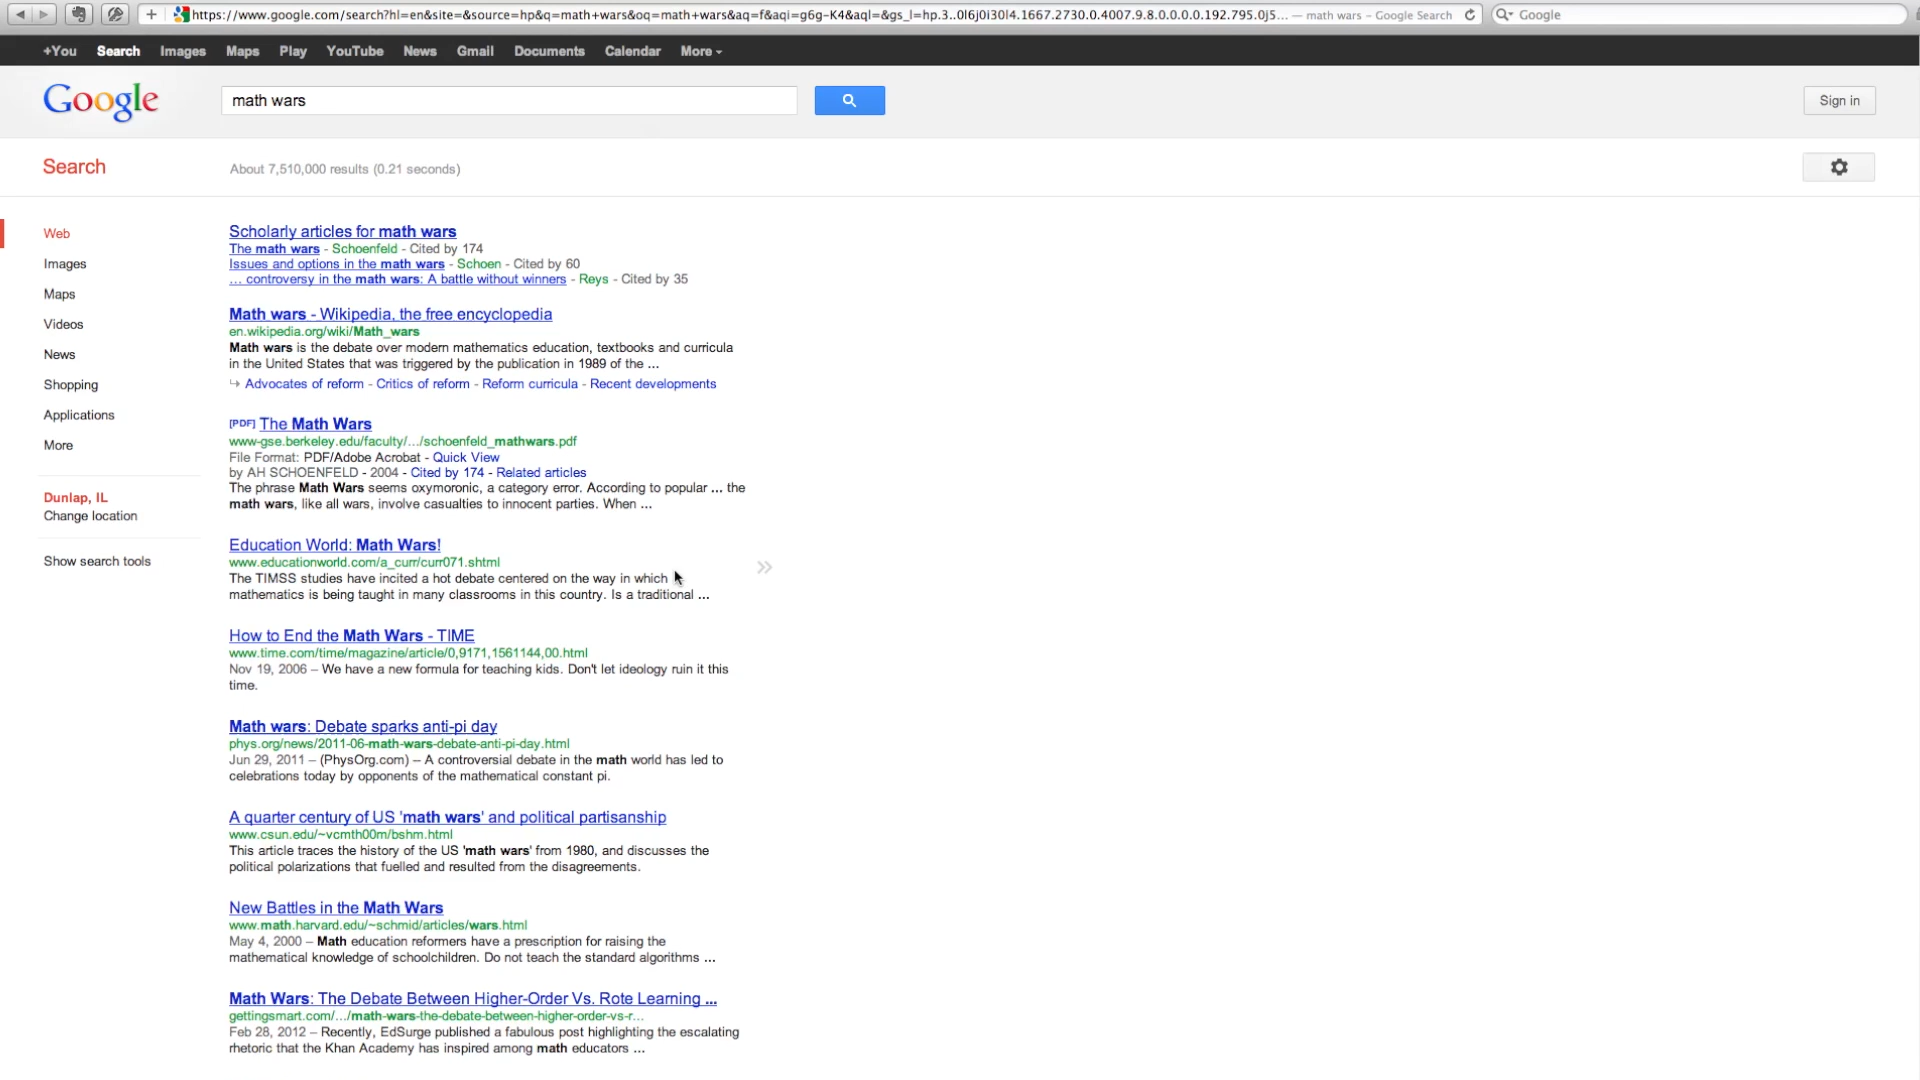 https://www.google.com/search?hl=en&site=&source=hp&q=math+wars&oq=math+wars&aq=f&aqi=g6g-K4&aql=&gs_l=hp.3..0l6j0i30l4.1667.2730.0.4007.9.8.0.0.0.0.192.795.0j5... — math wars – Google Search
Google
+You Search Images Maps Play YouTube News Gmail Documents Calendar More
Google
math wars
Sign in
Search
About 7,510,000 results (0.21 seconds)
Web
Images
Maps
Videos
News
Shopping
Applications
More
Dunlap, IL
Change location
Show search tools
Scholarly articles for math wars
The math wars - Schoenfeld - Cited by 174
Issues and options in the math wars - Schoen - Cited by 60
... controversy in the math wars: A battle without winners - Reys - Cited by 35
Math wars - Wikipedia, the free encyclopedia
en.wikipedia.org/wiki/Math_wars
Math wars is the debate over modern mathematics education, textbooks and curricula
in the United States that was triggered by the publication in 1989 of the ...
Advocates of reform - Critics of reform - Reform curricula - Recent developments
[PDF] The Math Wars
www-gse.berkeley.edu/faculty/.../schoenfeld_mathwars.pdf
File Format: PDF/Adobe Acrobat - Quick View
by AH SCHOENFELD - 2004 - Cited by 174 - Related articles
The phrase Math Wars seems oxymoronic, a category error. According to popular ... the
math wars, like all wars, involve casualties to innocent parties. When ...
Education World: Math Wars!
www.educationworld.com/a_curr/curr071.shtml
The TIMSS studies have incited a hot debate centered on the way in which
mathematics is being taught in many classrooms in this country. Is a traditional ...
How to End the Math Wars - TIME
www.time.com/time/magazine/article/0,9171,1561144,00.html
Nov 19, 2006 – We have a new formula for teaching kids. Don't let ideology ruin it this
time.
Math wars: Debate sparks anti-pi day
phys.org/news/2011-06-math-wars-debate-anti-pi-day.html
Jun 29, 2011 – (PhysOrg.com) – A controversial debate in the math world has led to
celebrations today by opponents of the mathematical constant pi.
A quarter century of US 'math wars' and political partisanship
www.csun.edu/~vcmth00m/bshm.html
This article traces the history of the US 'math wars' from 1980, and discusses the
political polarizations that fuelled and resulted from the disagreements.
New Battles in the Math Wars
www.math.harvard.edu/~schmid/articles/wars.html
May 4, 2000 – Math education reformers have a prescription for raising the
mathematical knowledge of schoolchildren. Do not teach the standard algorithms ...
Math Wars: The Debate Between Higher-Order Vs. Rote Learning ...
gettingsmart.com/.../math-wars-the-debate-between-higher-order-vs-r...
Feb 28, 2012 – Recently, EdSurge published a fabulous post highlighting the escalating
rhetoric that the Khan Academy has inspired among math educators ...